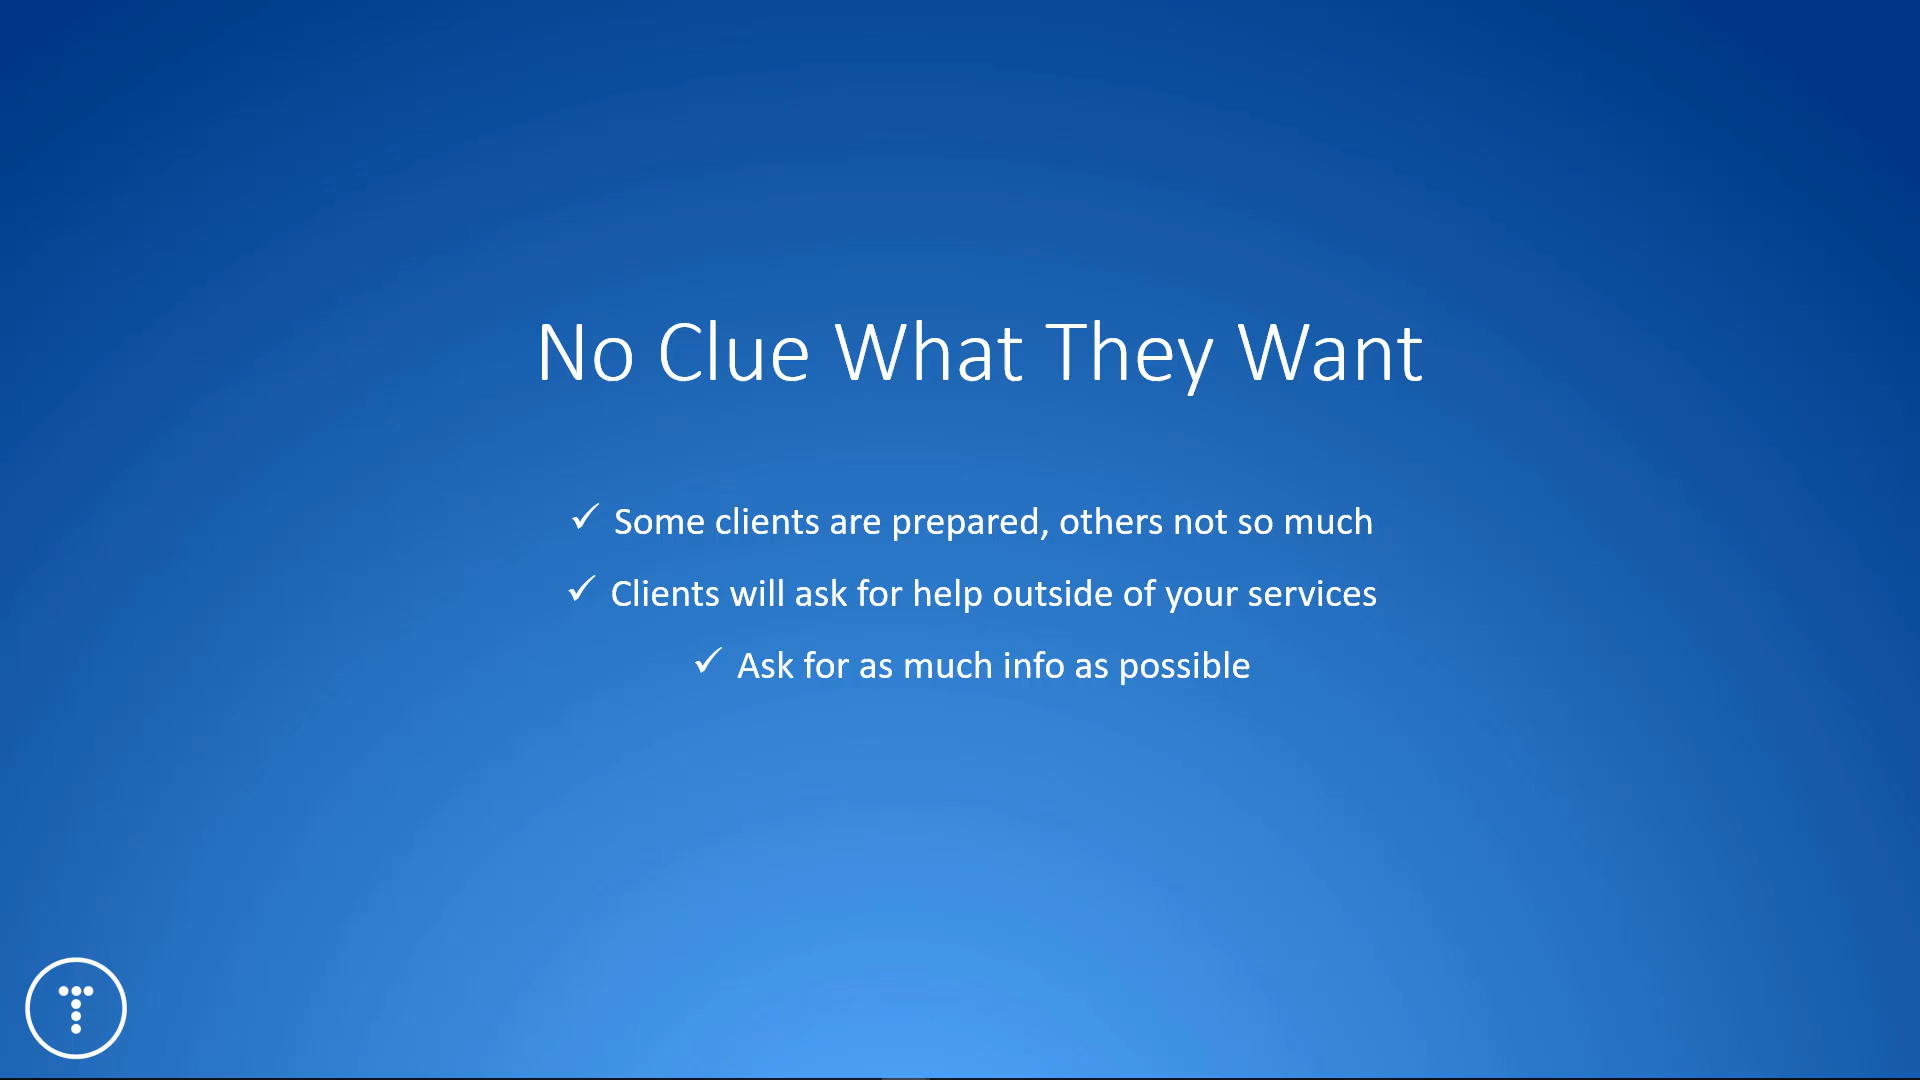 No Clue What They Want
✓ Some clients are prepared, others not so much
✓ Clients will ask for help outside of your services
✓ Ask for as much info as possible
T